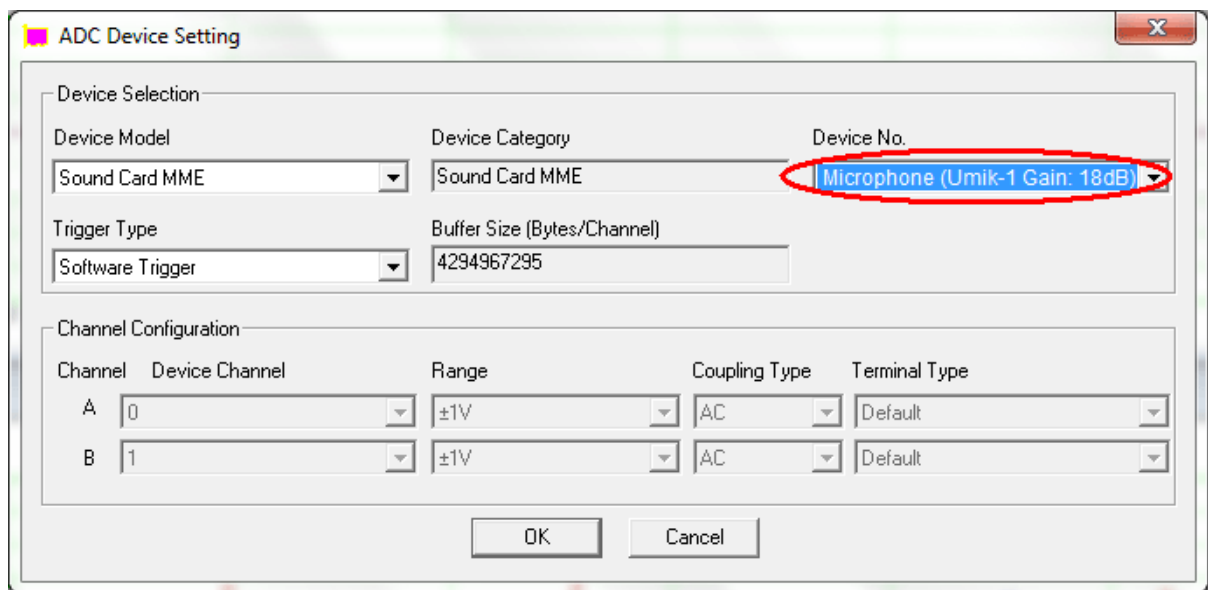 ADC Device Setting
X
Device Selection
Device Model Device Category Device No.
Sound Card MME Sound Card MME Microphone (Umik-1 Gain: 18dB)
Trigger Type Buffer Size (Bytes/Channel)
Software Trigger 4294967295
Channel Configuration
Channel Device Channel Range Coupling Type Terminal Type
A 0 ±1V AC Default
B 1 ±1V AC Default
OK Cancel